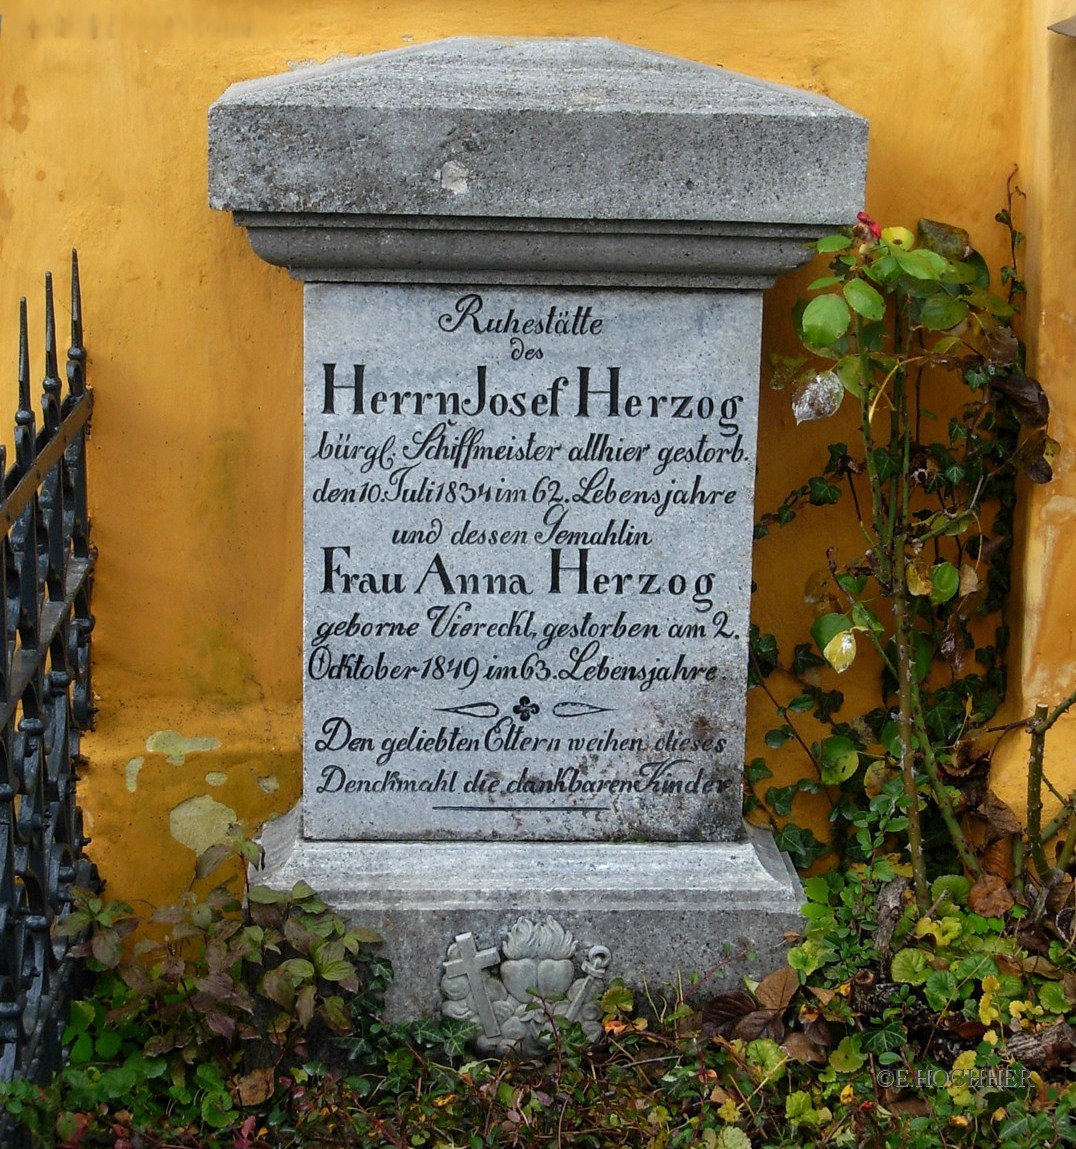 Ruhestätte
des
Herrn Josef Herzog
bürgl. Schiffmeister allhier gestorb.
den 10. Juli 1834 im 62. Lebensjahre
und dessen Gemahlin
Frau Anna Herzog
geborne Viereckl, gestorben am 2.
Ocktober 1849 im 63. Lebensjahre.
Den geliebten Eltern weihen dieses
Denckmahl die dankbaren Kinder
©E.HOCHHER